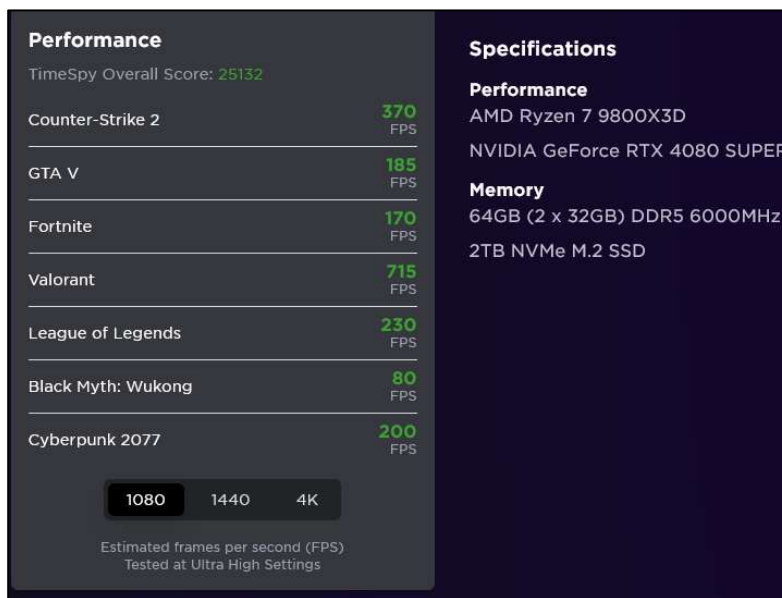 Performance
TimeSpy Overall Score: 25132
Counter-Strike 2
370
FPS
GTA V
185
FPS
Fortnite
170
FPS
Valorant
715
FPS
League of Legends
230
FPS
Black Myth: Wukong
80
FPS
Cyberpunk 2077
200
FPS
1080 1440 4K
Estimated frames per second (FPS)
Tested at Ultra High Settings
Specifications
Performance
AMD Ryzen 7 9800X3D
NVIDIA GeForce RTX 4080 SUPER
Memory
64GB (2 x 32GB) DDR5 6000MHz
2TB NVMe M.2 SSD